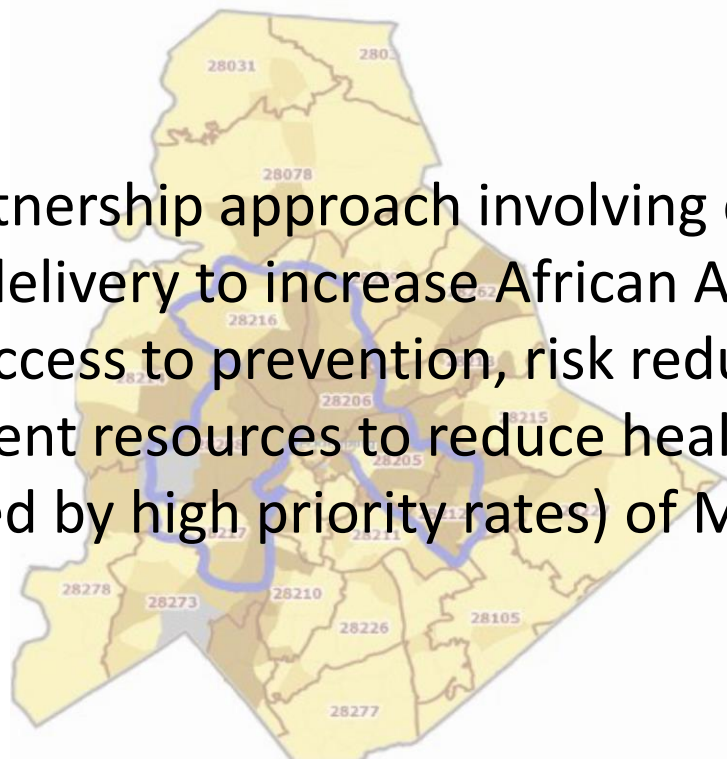 28031
28078
tnership approach involving
delivery to increase African A
28216
ccess to prevention, risk redu
28206
28215
ent resources to reduce heal
28205
ed by high priority rates) of M
28211
28278
28273
28210
28226
28105
28277